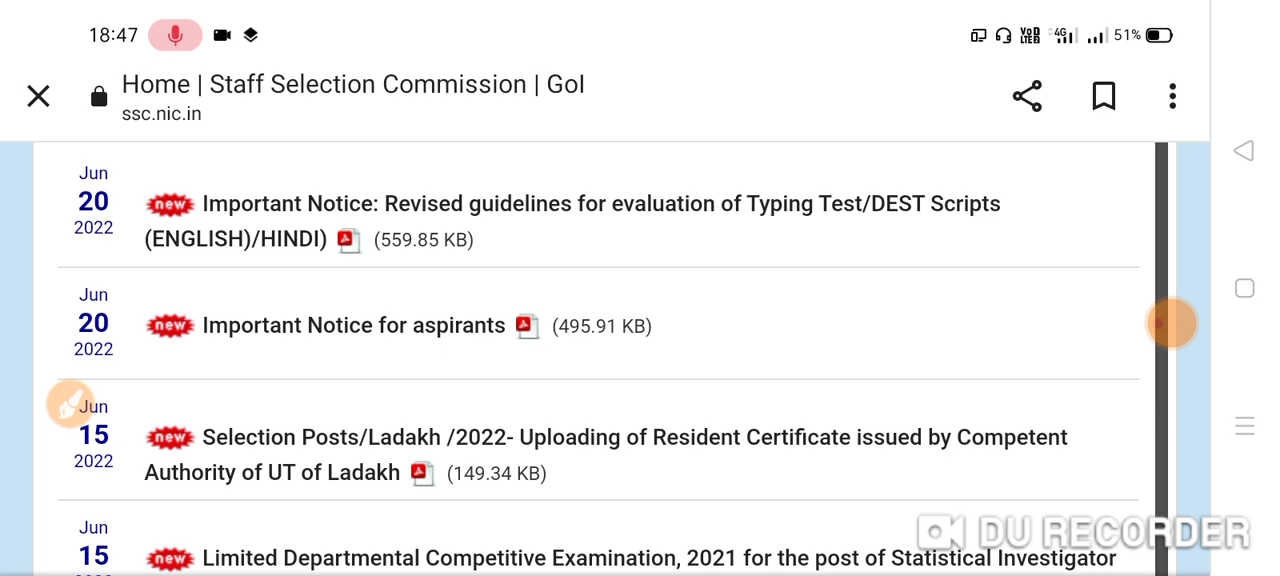 18:47
VoD LTE2 4G 51%
Home | Staff Selection Commission | GoI
ssc.nic.in
Jun
20
2022
new Important Notice: Revised guidelines for evaluation of Typing Test/DEST Scripts
(ENGLISH)/HINDI) (559.85 KB)
Jun
20
2022
new Important Notice for aspirants (495.91 KB)
Jun
15
2022
new Selection Posts/Ladakh /2022- Uploading of Resident Certificate issued by Competent
Authority of UT of Ladakh (149.34 KB)
Jun
15
new Limited Departmental Competitive Examination, 2021 for the post of Statistical Investigator
DU RECORDER